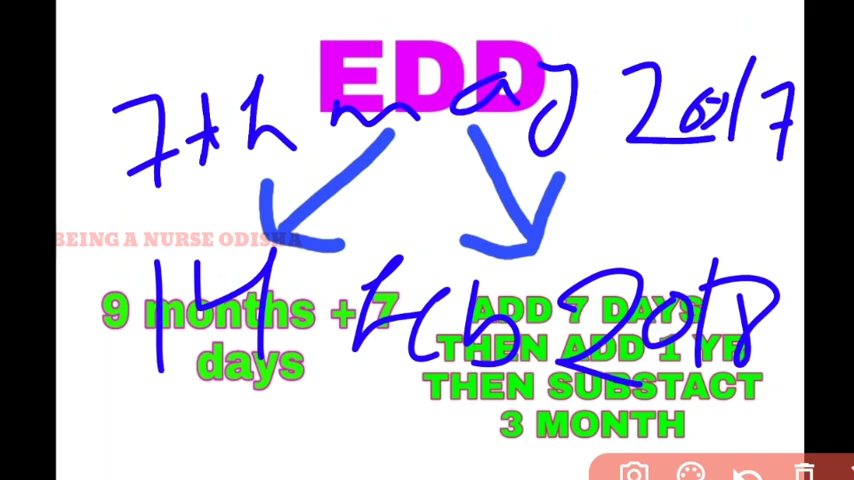 EDD
7th may 2017
BEING A NURSE ODISHA
14 Feb 2018
9 months + 7
days
ADD 7 DAYS
THEN ADD 1 YR
THEN SUBSTACT
3 MONTH